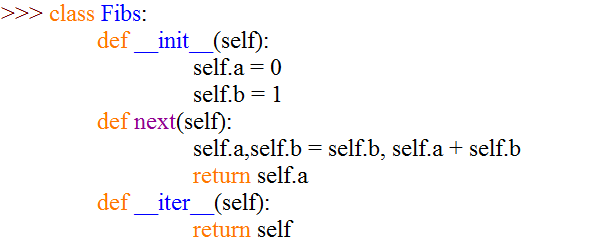 >>> class Fibs:
        def __init__(self):
                self.a = 0
                self.b = 1
        def next(self):
                self.a,self.b = self.b, self.a + self.b
                return self.a
        def __iter__(self):
                return self